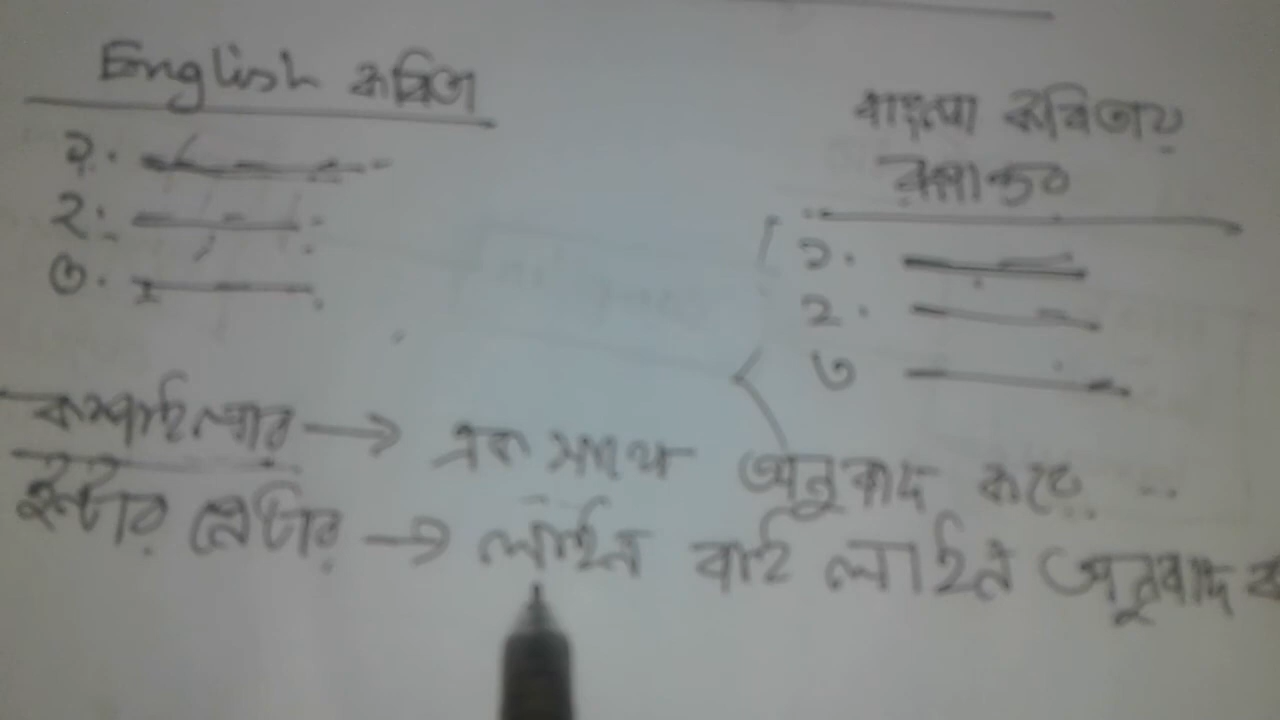 English কবিতা
১.
২.
৩.
বাংলা কবিতায়
রূপান্তর
১.
২.
৩
কম্পাইলার → এক সাথে অনুবাদ করে ..
ইন্টার প্রেটার → লাইন বাই লাইন অনুবাদ ক